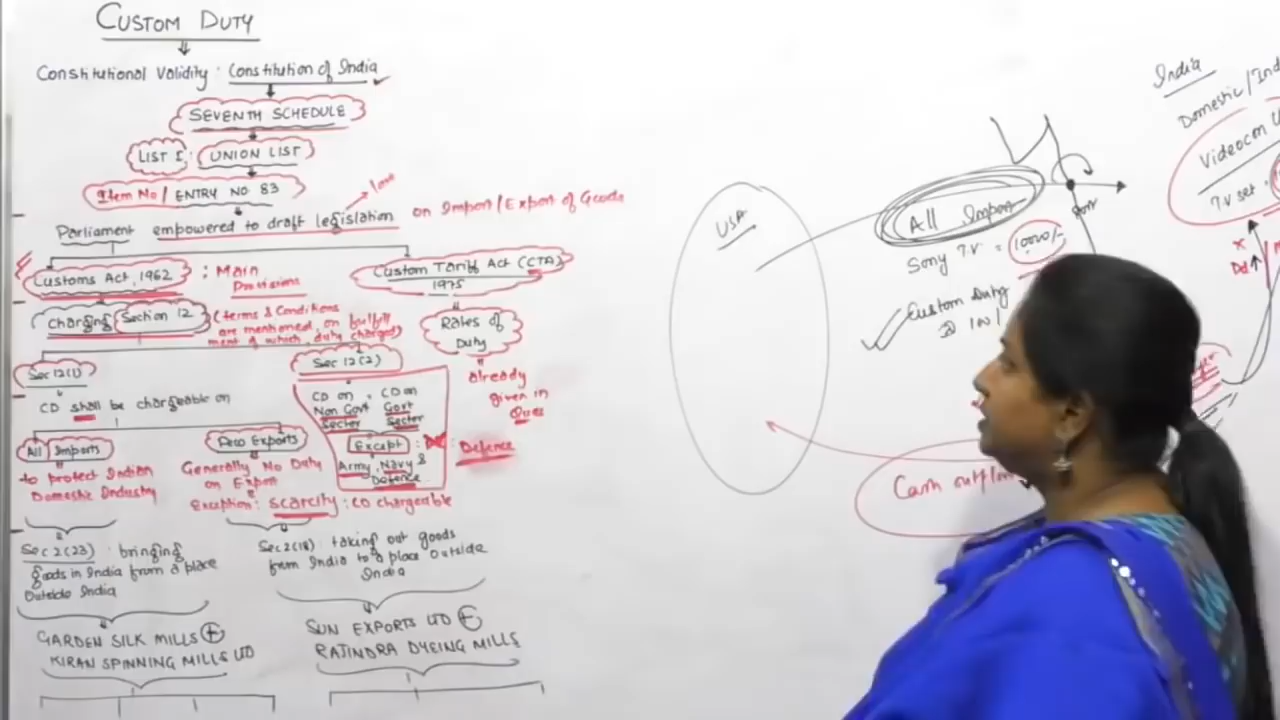 CUSTOM DUTY
Constitutional Validity : Constitution of India
SEVENTH SCHEDULE
LIST I : UNION LIST
Item No/ ENTRY NO 83
law
Parliament empowered to draft legislation on Import/Export of Goods
Customs Act, 1962 : Main Provisions
Custom Tariff Act (CTA)
1975
Charging Section 12 (terms & Conditions
are mentioned, on fulfill
ment of which, duty charged)
Rates of
Duty
already
given in
Ques
Sec 12(1)
Sec 12(2)
CD shall be chargeable on
CD on
Non Govt
Sector
CD on
Govt
Sector
Except :
Army, Navy &
Defence
Defence
All Imports
to protect Indian
Domestic Industry
Few Exports
Generally No Duty
on Export
Exception: Scarcity : CD chargeable
Sec 2(23) : bringing
goods in India from a place
Outside India
Sec 2(18) : taking out goods
from India to a place Outside
India
GARDEN SILK MILLS &
KIRAN SPINNING MILLS LTD
SUN EXPORTS LTD &
RAJINDRA DYEING MILLS
USA
All Import
Sony T.V = 10000/-
Custom Duty
Sony
Cash outflow
India
Domestic/
Videocon
T.V set